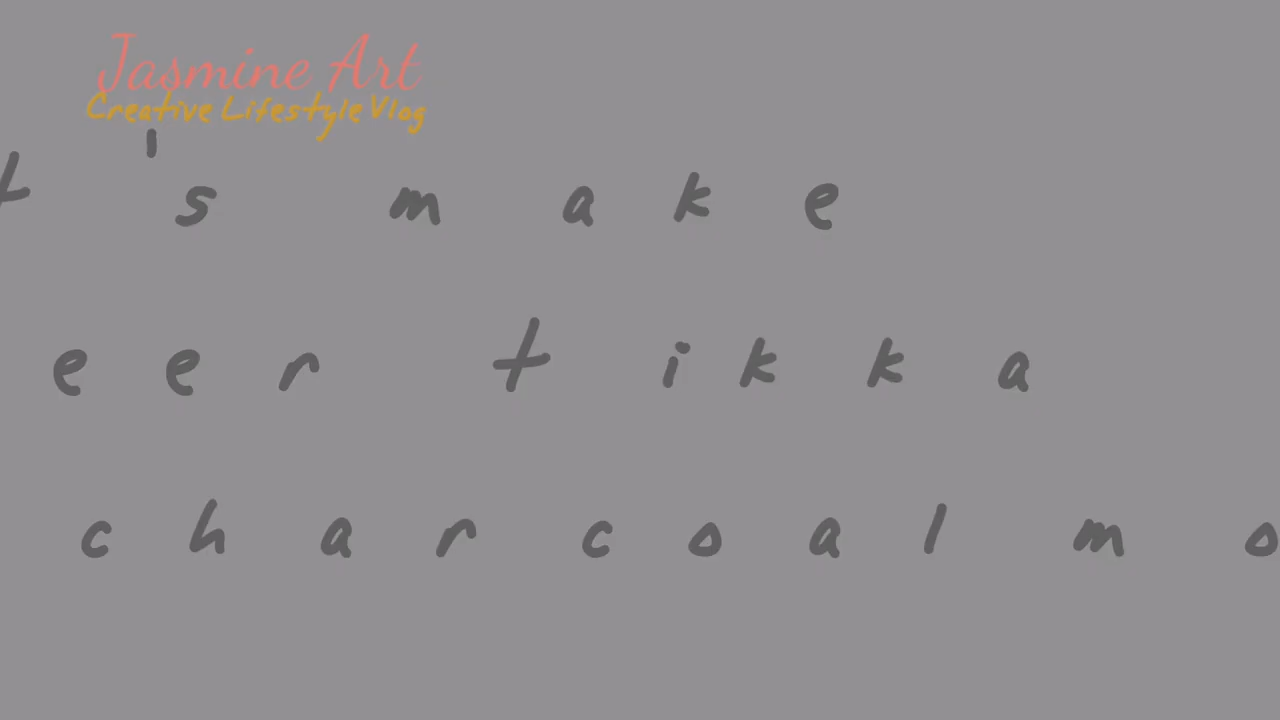 Jasmine Art
Creative Lifestyle Vlog
t 's make
eer tikka
charcoal mo